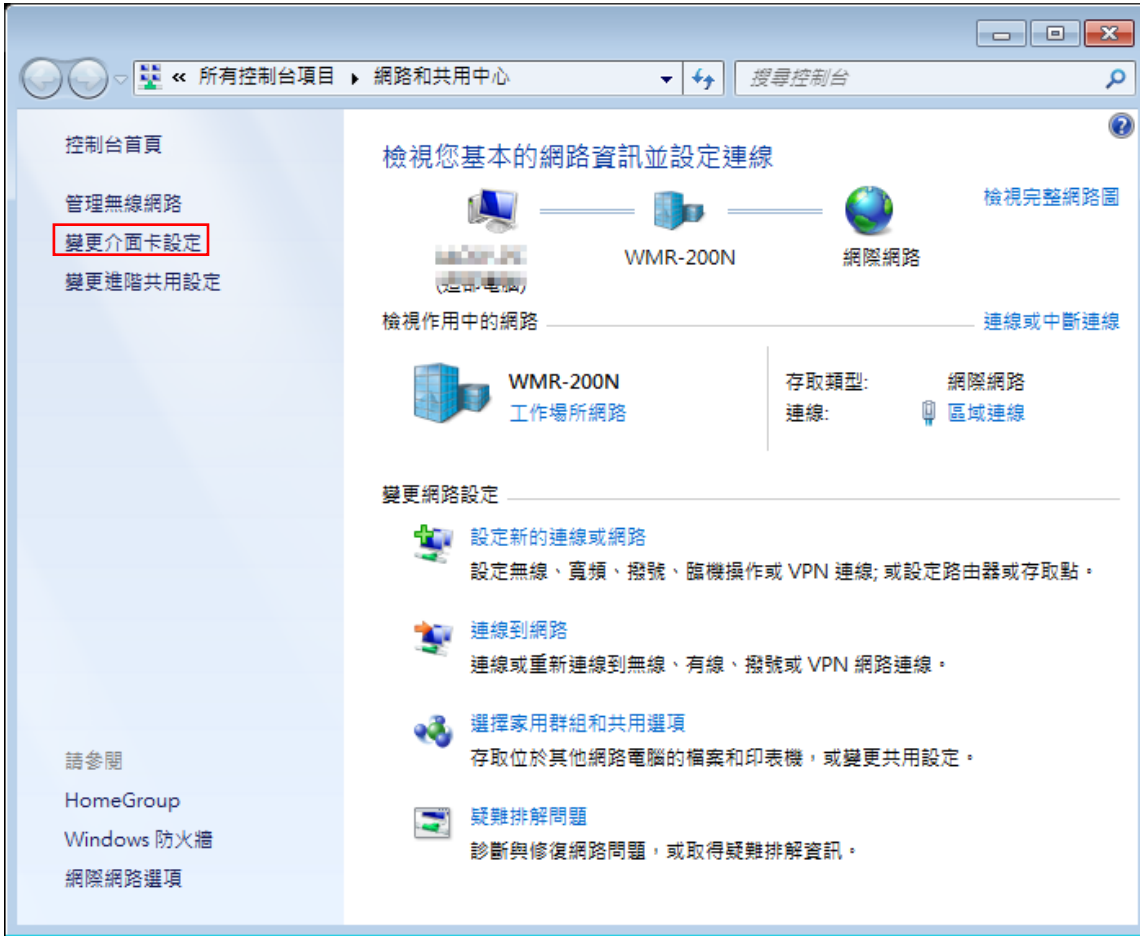 « 所有控制台項目 ▸ 網路和共用中心
搜尋控制台
控制台首頁
管理無線網路
變更介面卡設定
變更進階共用設定
檢視您基本的網路資訊並設定連線
檢視完整網路圖
WMR-200N
網際網路
(這部電腦)
檢視作用中的網路
連線或中斷連線
WMR-200N
工作場所網路
存取類型: 網際網路
連線: 區域連線
變更網路設定
設定新的連線或網路
設定無線、寬頻、撥號、臨機操作或 VPN 連線; 或設定路由器或存取點。
連線到網路
連線或重新連線到無線、有線、撥號或 VPN 網路連線。
選擇家用群組和共用選項
存取位於其他網路電腦的檔案和印表機，或變更共用設定。
疑難排解問題
診斷與修復網路問題，或取得疑難排解資訊。
請參閱
HomeGroup
Windows 防火牆
網際網路選項